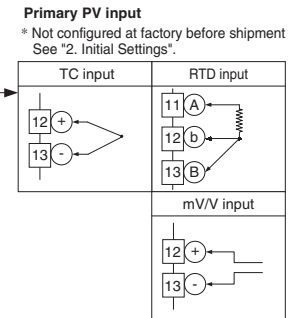 Primary PV input
* Not configured at factory before shipment
See "2. Initial Settings".
TC input
RTD input
12 +
13 -
11 A
12 b
13 B
mV/V input
12 +
13 -